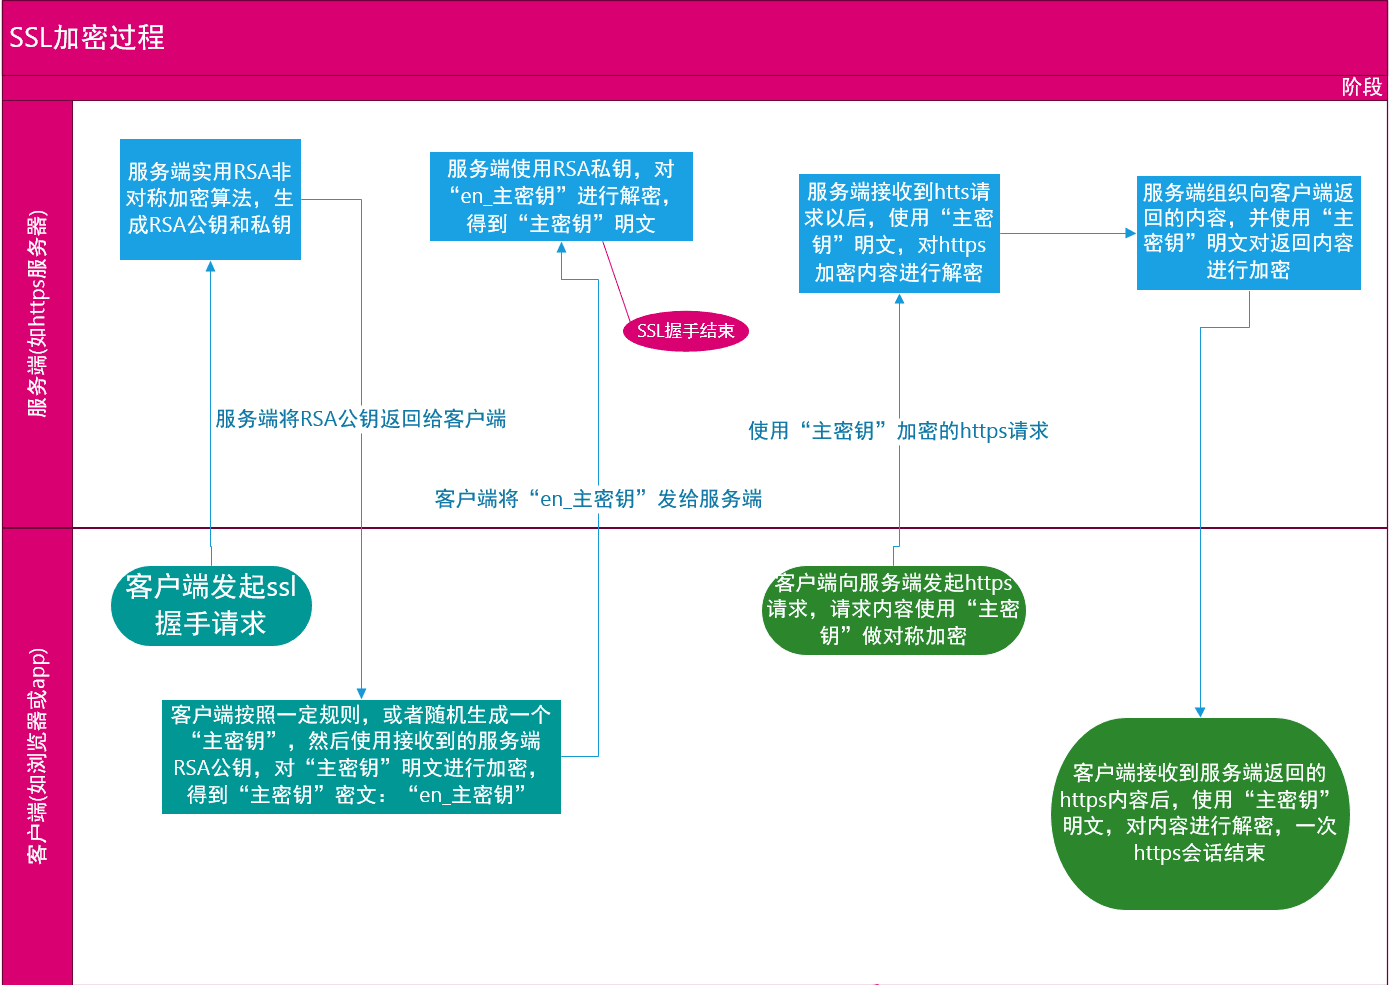 SSL加密过程
阶段
服务端(如https服务器)
服务端实用RSA非
对称加密算法，生
成RSA公钥和私钥
服务端使用RSA私钥，对
“en_主密钥”进行解密，
得到“主密钥”明文
服务端接收到htts请
求以后，使用“主密
钥”明文，对https
加密内容进行解密
服务端组织向客户端返
回的内容，并使用“主
密钥”明文对返回内容
进行加密
SSL握手结束
服务端将RSA公钥返回给客户端
使用“主密钥”加密的https请求
客户端将“en_主密钥”发给服务端
客户端(如浏览器或app)
客户端发起ssl
握手请求
客户端向服务端发起https
请求，请求内容使用“主密
钥”做对称加密
客户端按照一定规则，或者随机生成一个
“主密钥”，然后使用接收到的服务端
RSA公钥，对“主密钥”明文进行加密，
得到“主密钥”密文：“en_主密钥”
客户端接收到服务端返回的
https内容后，使用“主密钥”
明文，对内容进行解密，一次
https会话结束